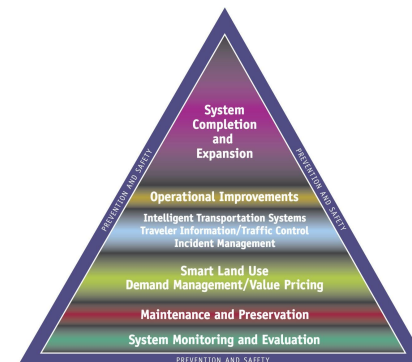 System
Completion
and
Expansion
Operational Improvements
Intelligent Transportation Systems
Traveler Information/Traffic Control
Incident Management
Smart Land Use
Demand Management/Value Pricing
Maintenance and Preservation
System Monitoring and Evaluation
PREVENTION AND SAFETY
PREVENTION AND SAFETY
PREVENTION AND SAFETY